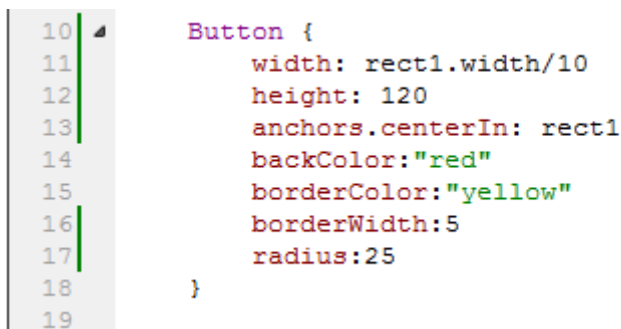 10 Button {
11 width: rect1.width/10
12 height: 120
13 anchors.centerIn: rect1
14 backColor:"red"
15 borderColor:"yellow"
16 borderWidth:5
17 radius:25
18 }
19